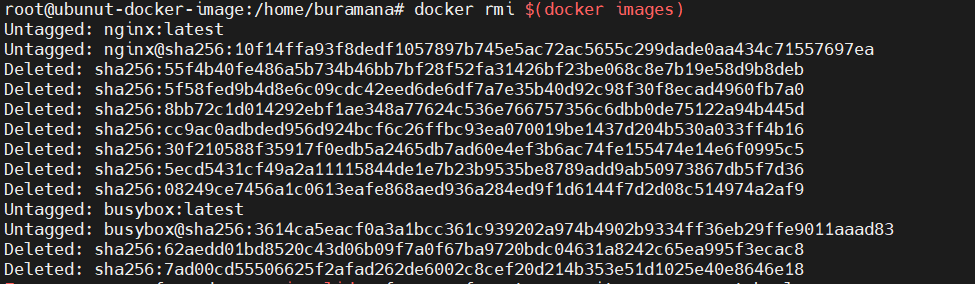 root@ubunut-docker-image:/home/buramana# docker rmi $(docker images)
Untagged: nginx:latest
Untagged: nginx@sha256:10f14ffa93f8dedf1057897b745e5ac72ac5655c299dade0aa434c71557697ea
Deleted: sha256:55f4b40fe486a5b734b46bb7bf28f52fa31426bf23be068c8e7b19e58d9b8deb
Deleted: sha256:5f58fed9b4d8e6c09cdc42eed6de6df7a7e35b40d92c98f30f8ecad4960fb7a0
Deleted: sha256:8bb72c1d014292ebf1ae348a77624c536e766757356c6dbb0de75122a94b445d
Deleted: sha256:cc9ac0adbded956d924bcf6c26ffbc93ea070019be1437d204b530a033ff4b16
Deleted: sha256:30f210588f35917f0edb5a2465db7ad60e4ef3b6ac74fe155474e14e6f0995c5
Deleted: sha256:5ecd5431cf49a2a11115844de1e7b23b9535be8789add9ab50973867db5f7d36
Deleted: sha256:08249ce7456a1c0613eafe868aed936a284ed9f1d6144f7d2d08c514974a2af9
Untagged: busybox:latest
Untagged: busybox@sha256:3614ca5eacf0a3a1bcc361c939202a974b4902b9334ff36eb29ffe9011aaad83
Deleted: sha256:62aedd01bd8520c43d06b09f7a0f67ba9720bdc04631a8242c65ea995f3ecac8
Deleted: sha256:7ad00cd55506625f2afad262de6002c8cef20d214b353e51d1025e40e8646e18